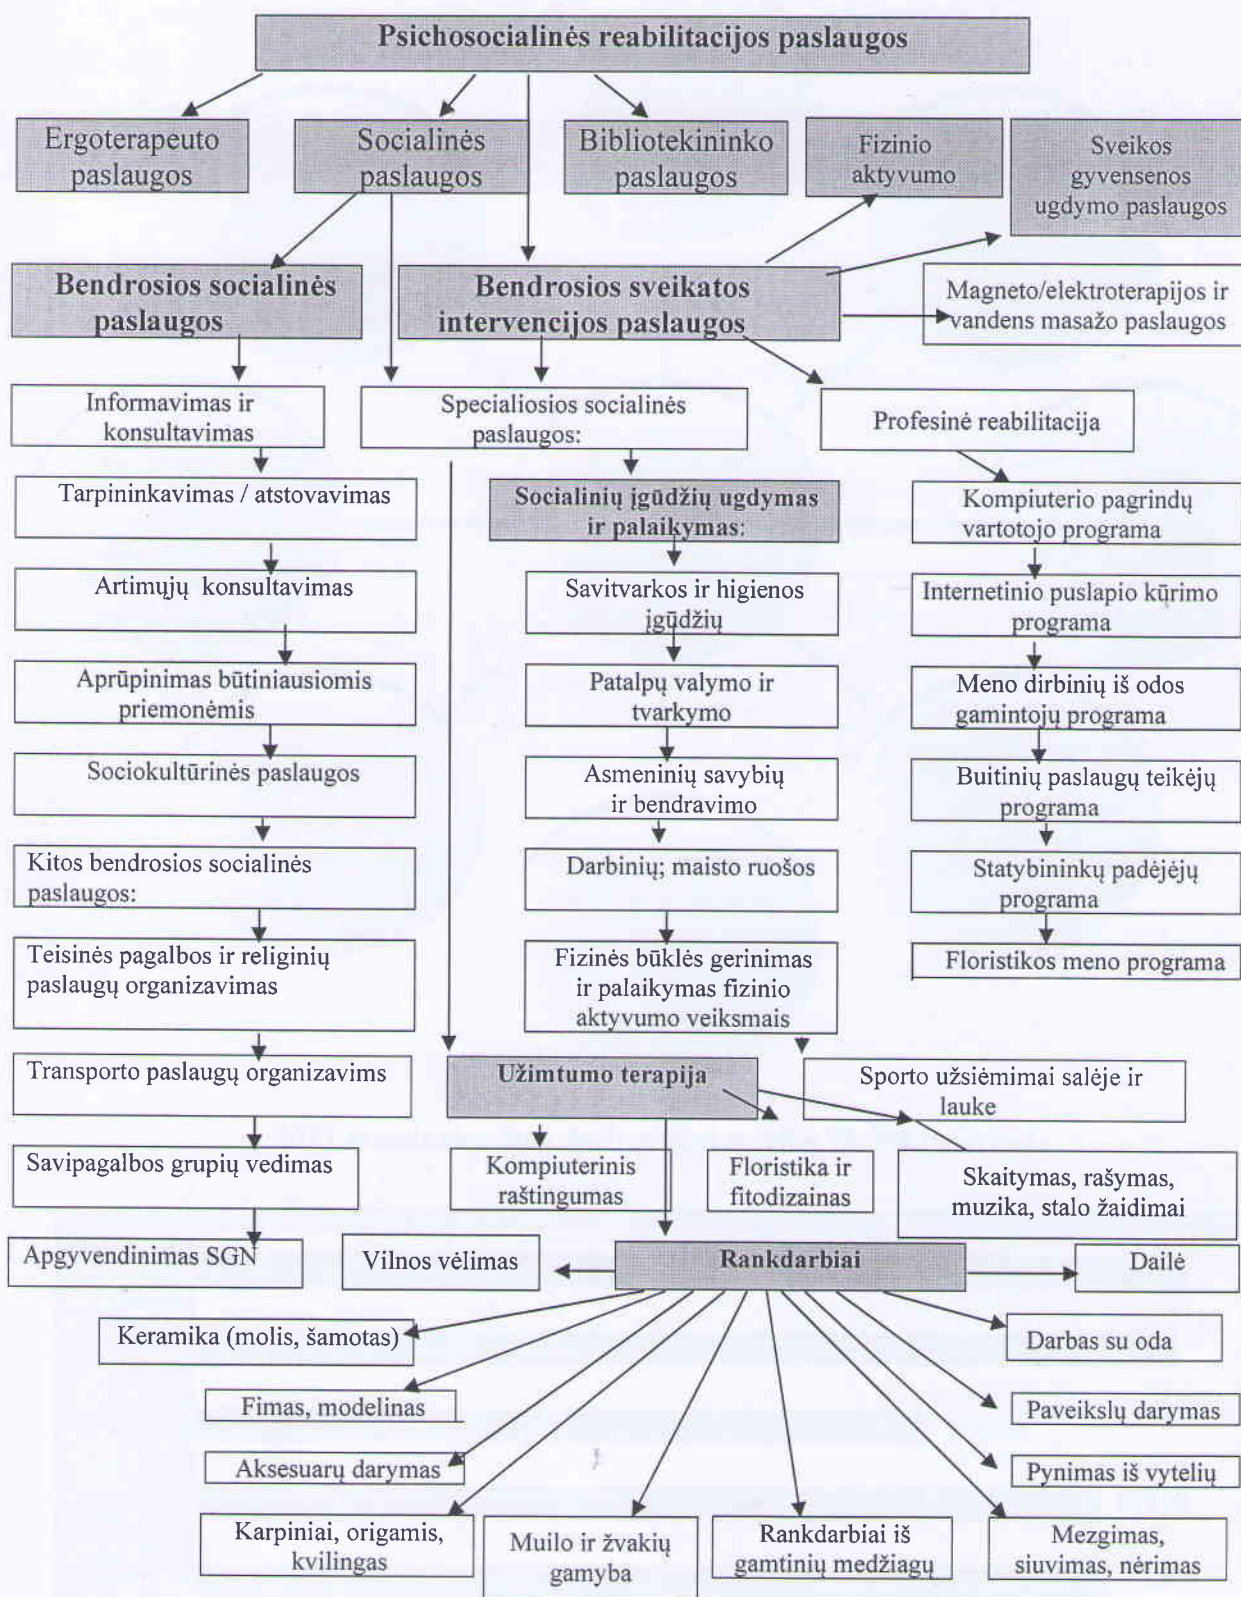 Psichosocialinės reabilitacijos paslaugos
Ergoterapeuto
paslaugos
Socialinės
paslaugos
Bibliotekininko
paslaugos
Fizinio
aktyvumo
Sveikos
gyvensenos
ugdymo paslaugos
Bendrosios socialinės
paslaugos
Bendrosios sveikatos
intervencijos paslaugos
Magneto/elektroterapijos ir
vandens masažo paslaugos
Informavimas ir
konsultavimas
Specialiosios socialinės
paslaugos:
Profesinė reabilitacija
Tarpininkavimas / atstovavimas
Socialinių įgūdžių ugdymas
ir palaikymas:
Kompiuterio pagrindų
vartotojo programa
Artimųjų konsultavimas
Savitvarkos ir higienos
įgūdžių
Internetinio puslapio kūrimo
programa
Aprūpinimas būtiniausiomis
priemonėmis
Patalpų valymo ir
tvarkymo
Meno dirbinių iš odos
gamintojų programa
Sociokultūrinės paslaugos
Asmeninių savybių
ir bendravimo
Buitinių paslaugų teikėjų
programa
Kitos bendrosios socialinės
paslaugos:
Darbinių; maisto ruošos
Statybininkų padėjėjų
programa
Teisinės pagalbos ir religinių
paslaugų organizavimas
Fizinės būklės gerinimas
ir palaikymas fizinio
aktyvumo veiksmais
Floristikos meno programa
Transporto paslaugų organizavims
Užimtumo terapija
Sporto užsiėmimai salėje ir
lauke
Savipagalbos grupių vedimas
Kompiuterinis
raštingumas
Floristika ir
fitodizainas
Skaitymas, rašymas,
muzika, stalo žaidimai
Apgyvendinimas SGN
Vilnos vėlimas
Rankdarbiai
Dailė
Keramika (molis, šamotas)
Darbas su oda
Fimas, modelinas
Paveikslų darymas
Aksesuarų darymas
Pynimas iš vytelių
Karpiniai, origamis,
kvilingas
Muilo ir žvakių
gamyba
Rankdarbiai iš
gamtinių medžiagų
Mezgimas,
siuvimas, nėrimas